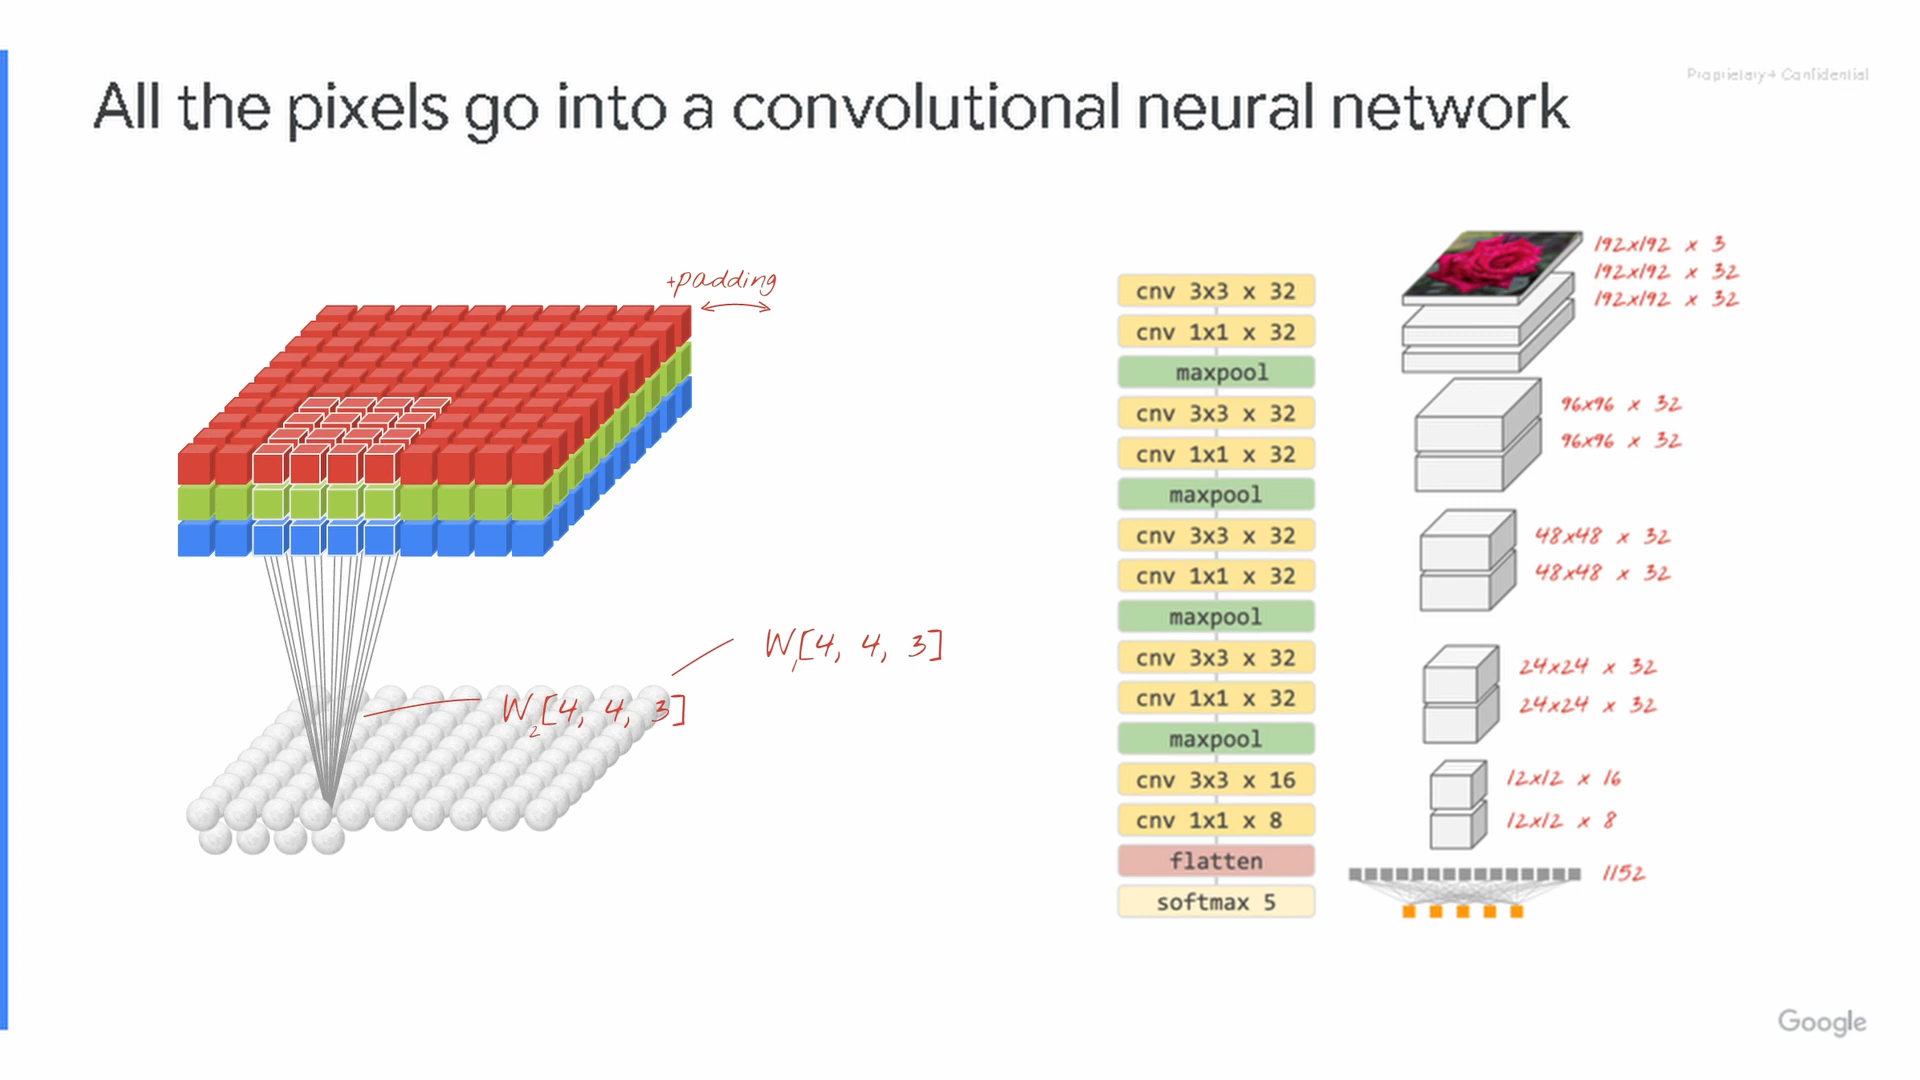 Proprietary + Confidential
All the pixels go into a convolutional neural network
+padding
W1[4, 4, 3]
W2[4, 4, 3]
cnv 3x3 x 32
cnv 1x1 x 32
maxpool
cnv 3x3 x 32
cnv 1x1 x 32
maxpool
cnv 3x3 x 32
cnv 1x1 x 32
maxpool
cnv 3x3 x 32
cnv 1x1 x 32
maxpool
cnv 3x3 x 16
cnv 1x1 x 8
flatten
softmax 5
192x192 x 3
192x192 x 32
192x192 x 32
96x96 x 32
96x96 x 32
48x48 x 32
48x48 x 32
24x24 x 32
24x24 x 32
12x12 x 16
12x12 x 8
1152
Google